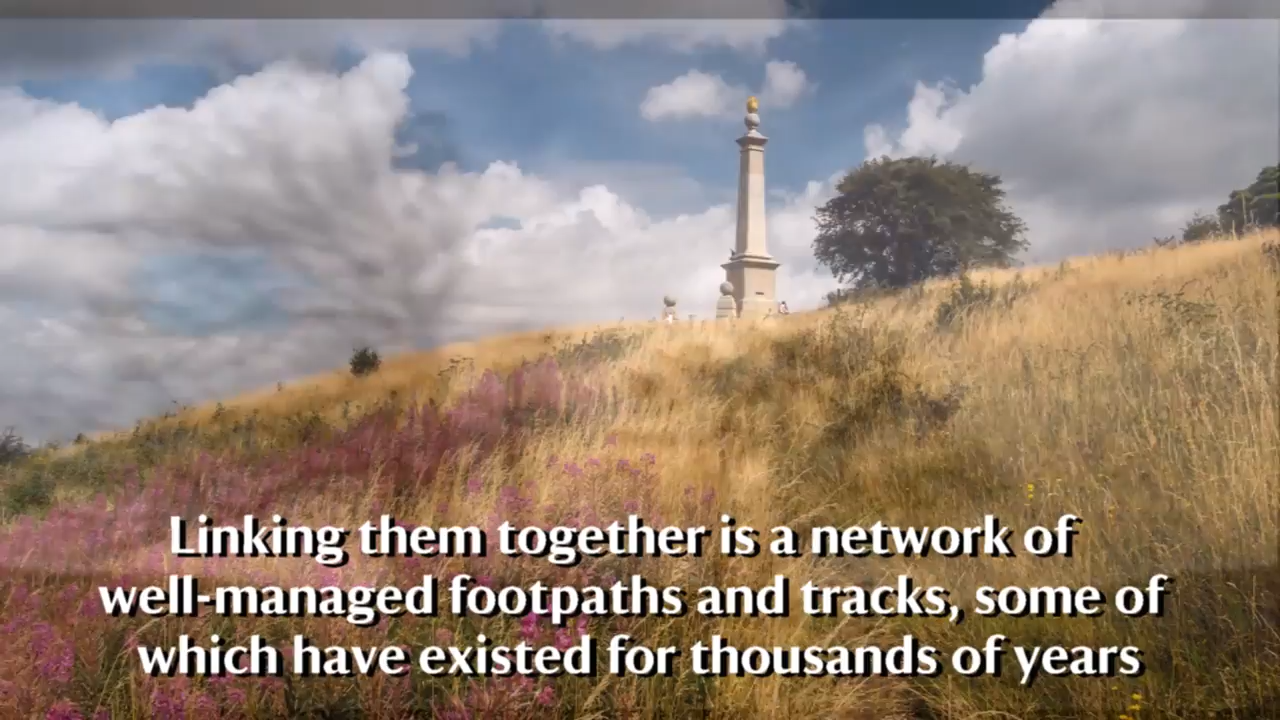 Linking them together is a network of
well-managed footpaths and tracks, some of
which have existed for thousands of years